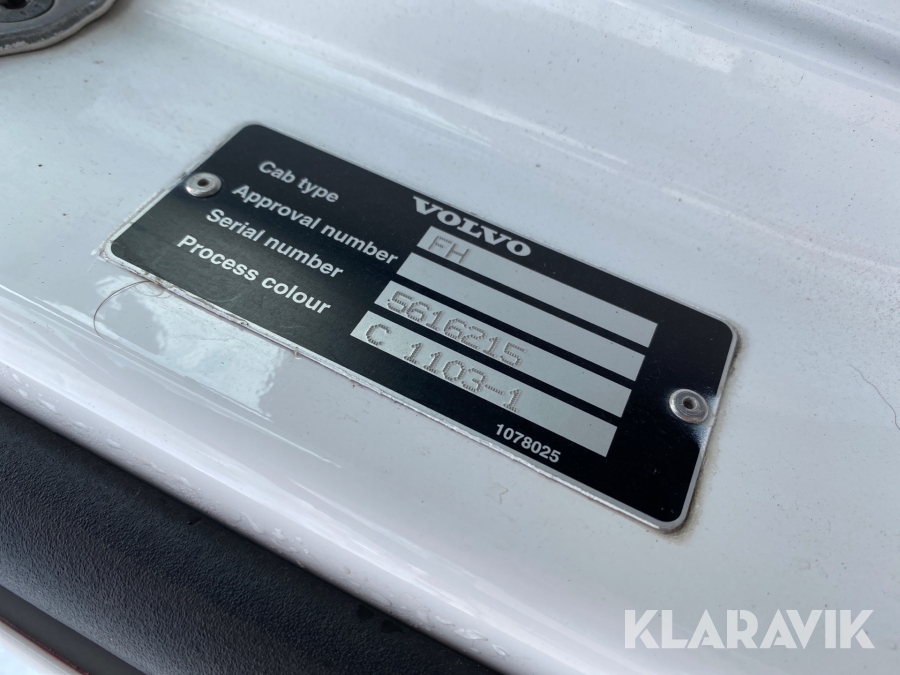 VOLVO
Cab type FH
Approval number
Serial number 5616215
Process colour C 1103-1
1078025
KLARAVIK